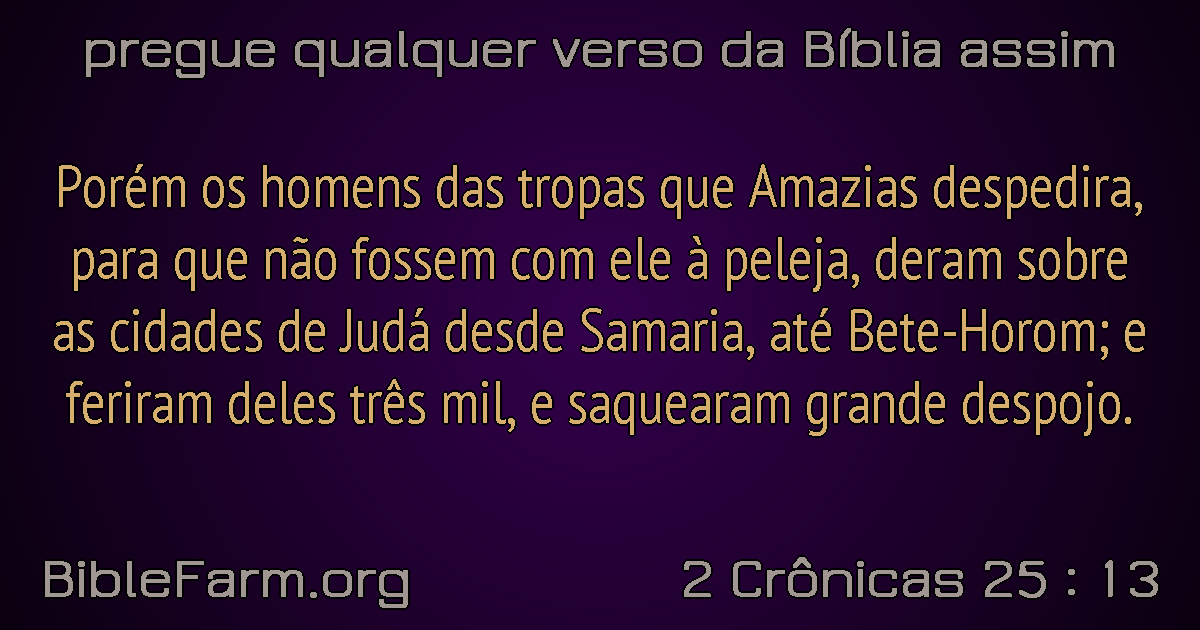 pregue qualquer verso da Bíblia assim
Porém os homens das tropas que Amazias despedira,
para que não fossem com ele à peleja, deram sobre
as cidades de Judá desde Samaria, até Bete-Horom; e
feriram deles três mil, e saquearam grande despojo.
BibleFarm.org
2 Crônicas 25 : 13